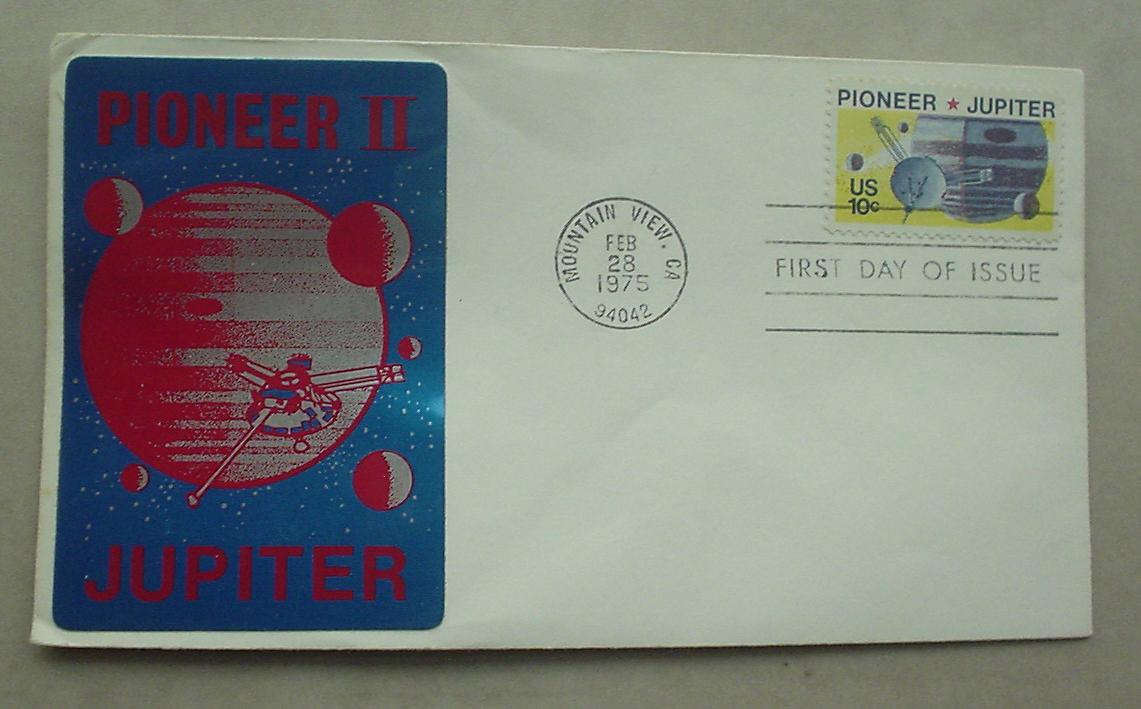 PIONEER II
JUPITER
MOUNTAIN VIEW, CA
FEB
28
1975
94042
PIONEER ★ JUPITER
US
10c
FIRST DAY OF ISSUE